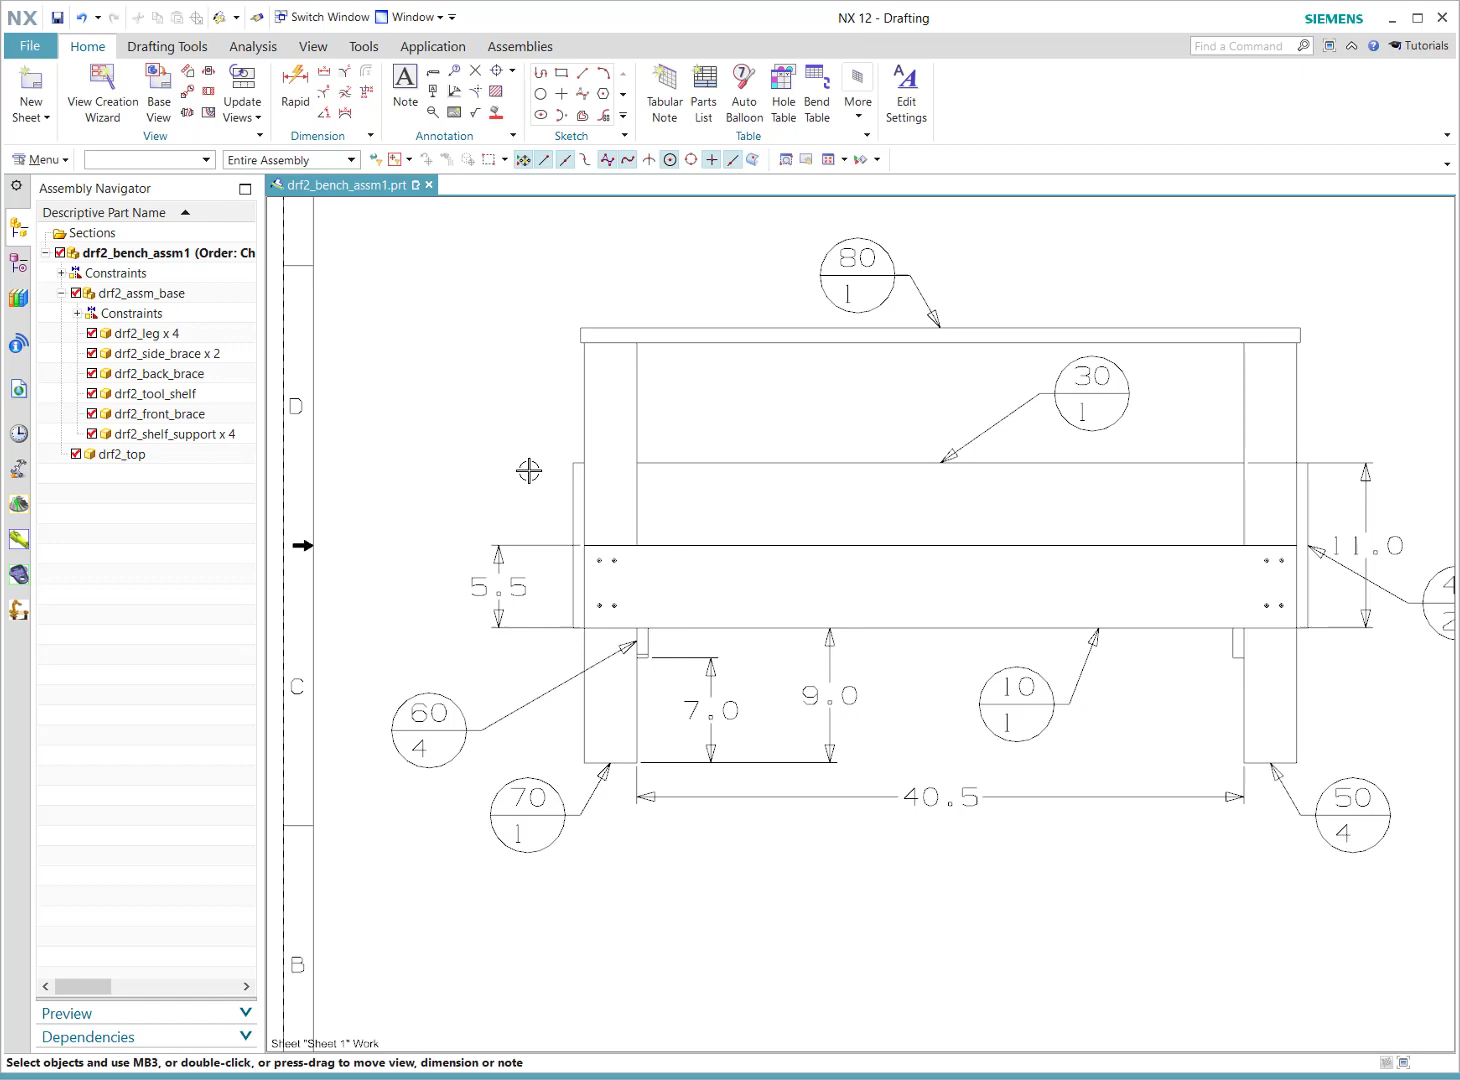 NX
Switch Window
Window
NX 12 - Drafting
SIEMENS
File
Home
Drafting Tools
Analysis
View
Tools
Application
Assemblies
Find a Command
Tutorials
New
Sheet
View Creation
Wizard
Base
View
Update
Views
View
Rapid
Dimension
A
Note
Annotation
Sketch
Tabular
Note
Parts
List
Auto
Balloon
Hole
Table
Bend
Table
More
Table
Edit
Settings
Menu
Entire Assembly
Assembly Navigator
drf2_bench_assm1.prt
Descriptive Part Name
Sections
drf2_bench_assm1 (Order: Ch
Constraints
drf2_assm_base
Constraints
drf2_leg x 4
drf2_side_brace x 2
drf2_back_brace
drf2_tool_shelf
drf2_front_brace
drf2_shelf_support x 4
drf2_top
Preview
Dependencies
80
1
30
1
D
11.0
5.5
4
2
C
60
4
7.0
9.0
10
1
70
1
40.5
50
4
B
Sheet "Sheet 1" Work
Select objects and use MB3, or double-click, or press-drag to move view, dimension or note